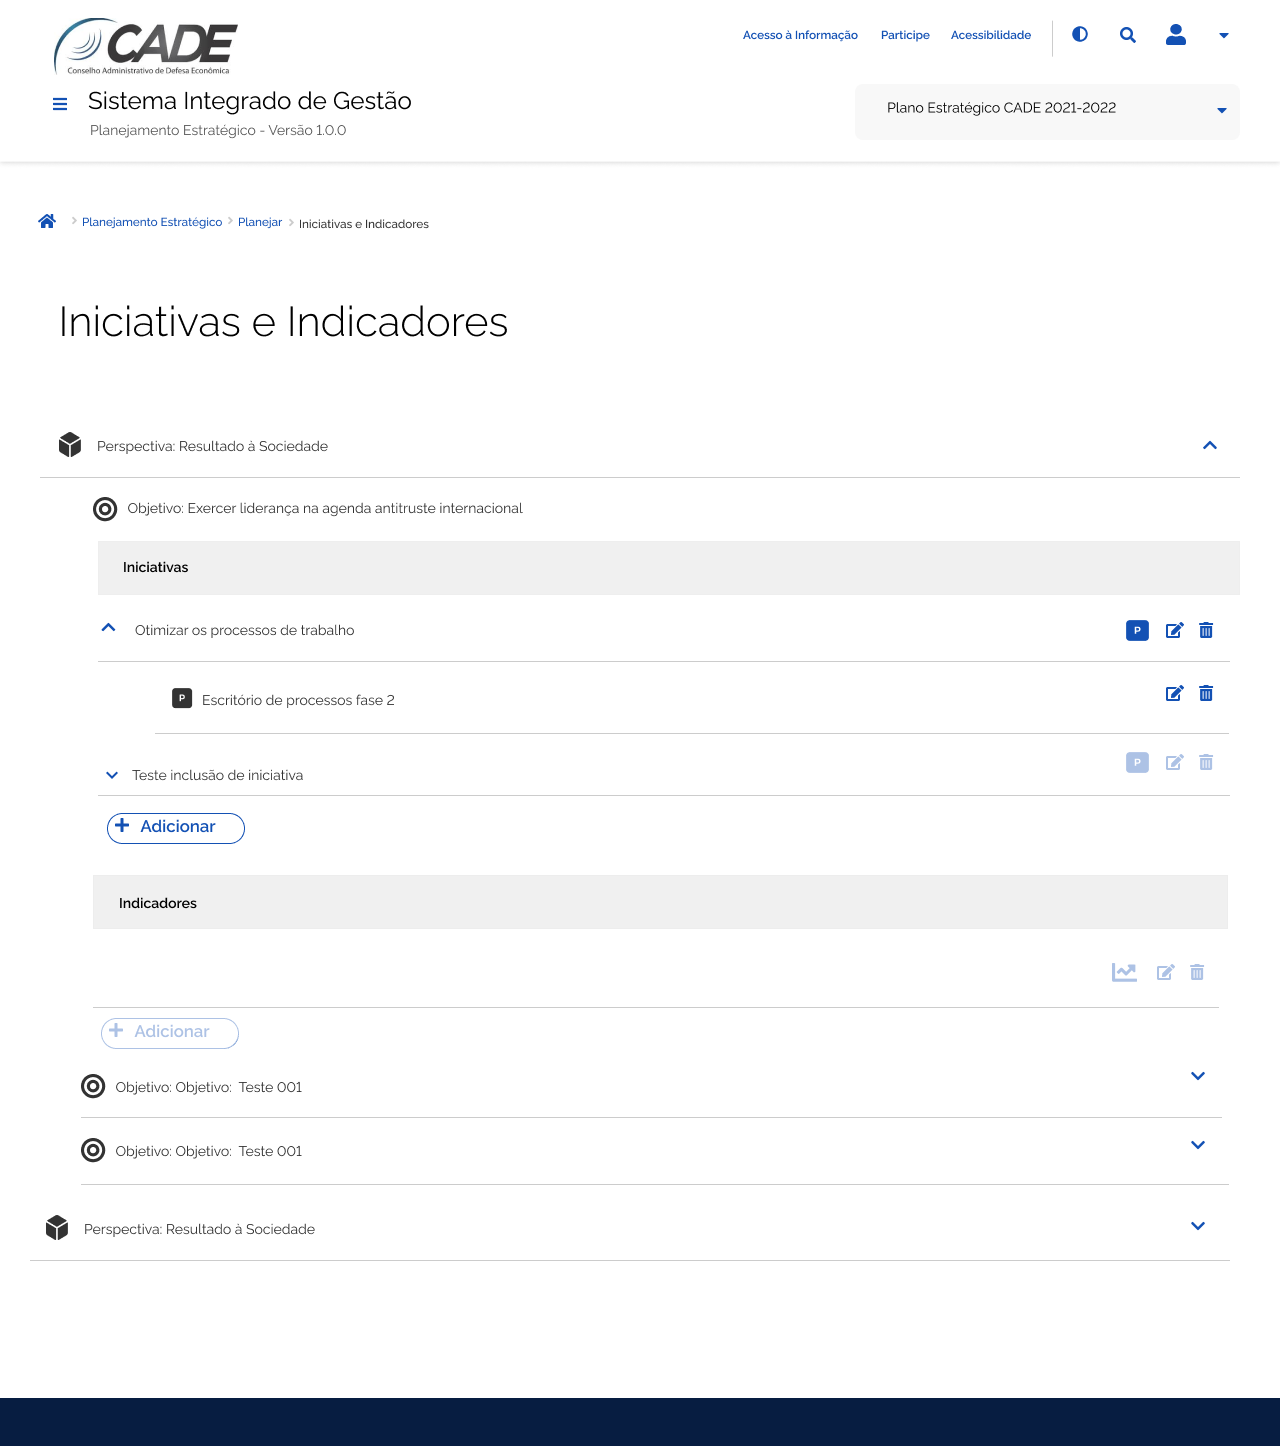 CADE
Conselho Administrativo de Defesa Econômica
Acesso à Informação Participe Acessibilidade
Sistema Integrado de Gestão
Planejamento Estratégico - Versão 1.0.0
Plano Estratégico CADE 2021-2022
Planejamento Estratégico Planejar Iniciativas e Indicadores
Iniciativas e Indicadores
Perspectiva: Resultado à Sociedade
Objetivo: Exercer liderança na agenda antitruste internacional
Iniciativas
Otimizar os processos de trabalho P
P Escritório de processos fase 2
Teste inclusão de iniciativa P
Adicionar
Indicadores
Adicionar
Objetivo: Objetivo: Teste 001
Objetivo: Objetivo: Teste 001
Perspectiva: Resultado à Sociedade